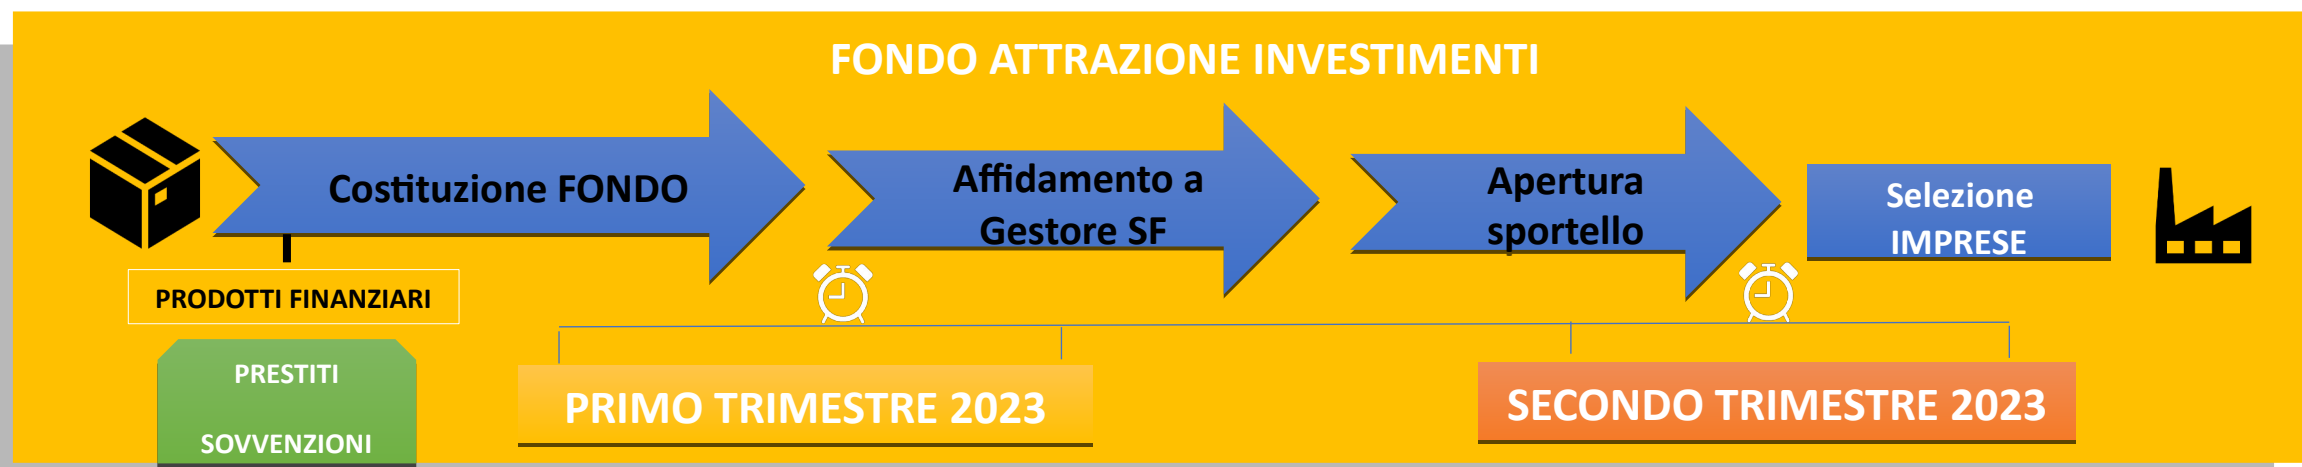 FONDO ATTRAZIONE INVESTIMENTI
Costituzione FONDO
Affidamento a
Gestore SF
Apertura
sportello
Selezione
IMPRESE
PRODOTTI FINANZIARI
PRESTITI
SOVVENZIONI
PRIMO TRIMESTRE 2023
SECONDO TRIMESTRE 2023